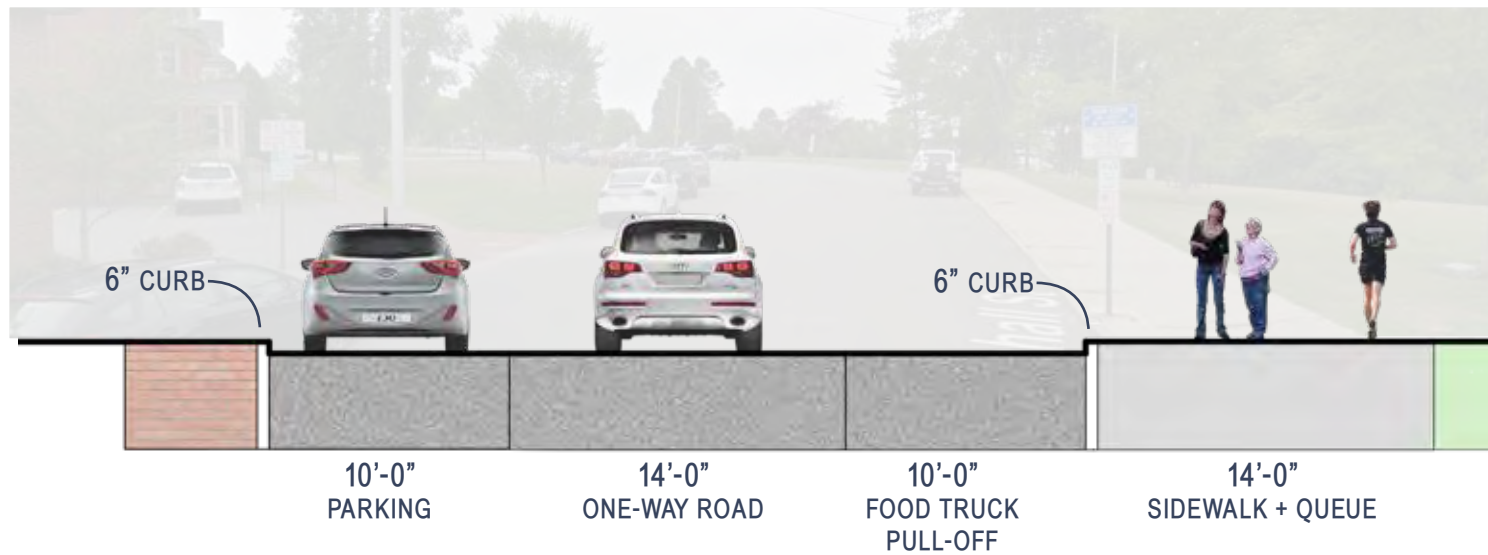 6” CURB
6” CURB
10’-0”
PARKING
14’-0”
ONE-WAY ROAD
10’-0”
FOOD TRUCK
PULL-OFF
14’-0”
SIDEWALK + QUEUE